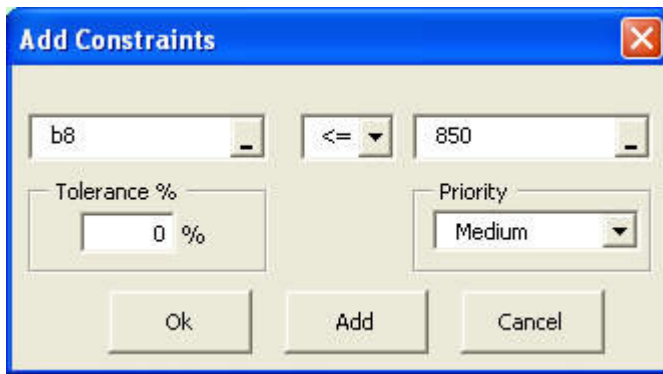 Add Constraints
b8 <= 850
Tolerance % Priority
0 % Medium
Ok Add Cancel